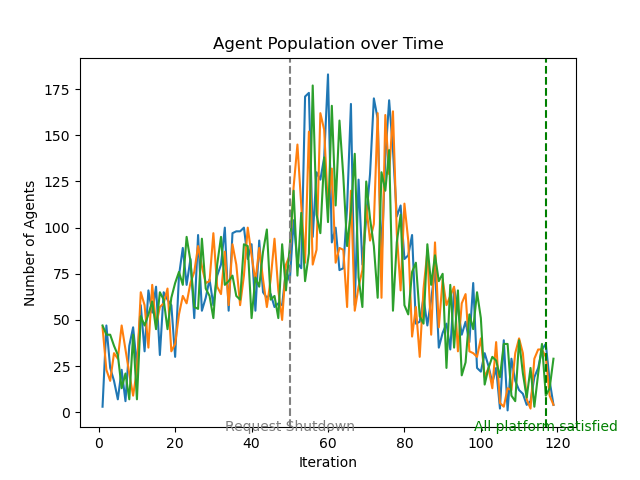 Agent Population over Time
Number of Agents
175
150
125
100
75
50
25
0
Request Shutdown
All platform satisfied
0 20 40 60 80 100 120
Iteration